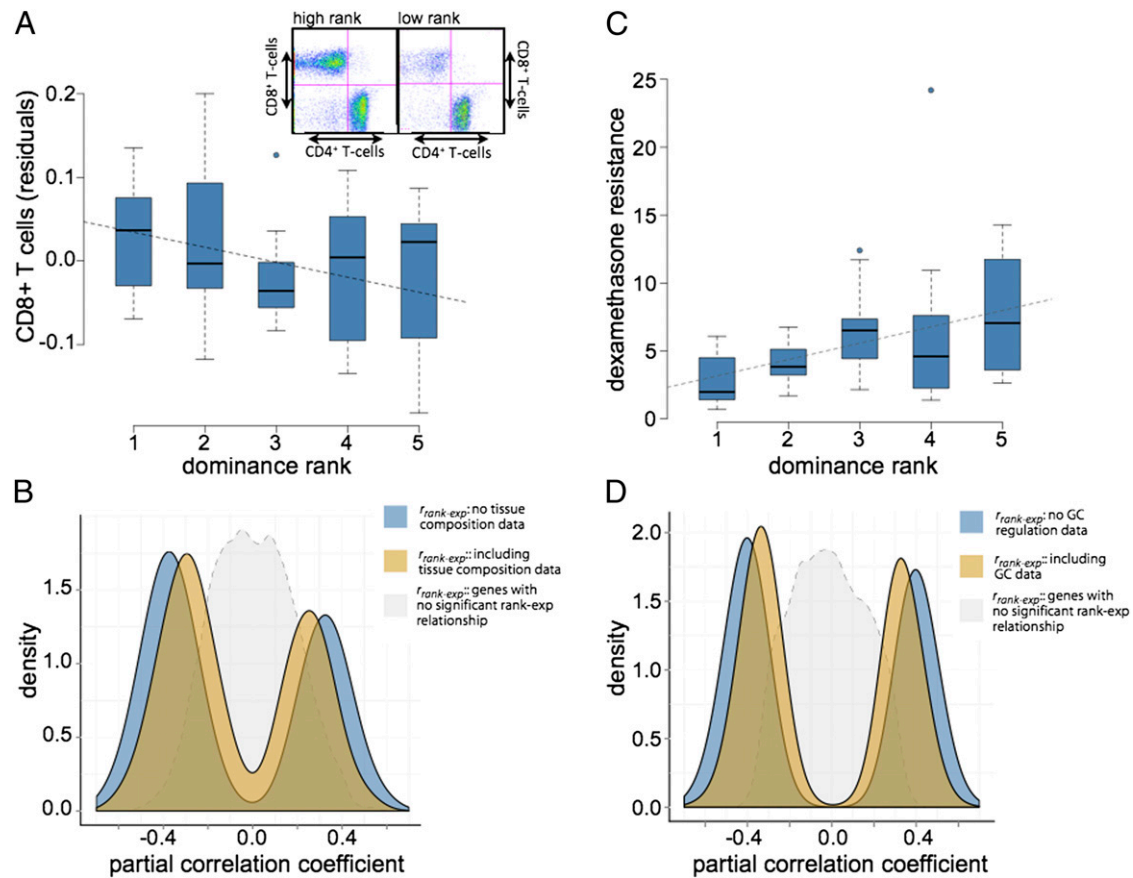 A
high rank
low rank
CD8⁺ T-cells
CD8⁺ T-cells
CD4⁺ T-cells
CD4⁺ T-cells
CD8+ T cells (residuals)
0.2
0.1
0.0
-0.1
1 2 3 4 5
dominance rank
C
dexamethasone resistance
25
20
15
10
5
0
1 2 3 4 5
dominance rank
B
r rank-exp: no tissue
composition data
r rank-exp:: including
tissue composition data
r rank-exp:: genes with
no significant rank-exp
relationship
density
1.5
1.0
0.5
0.0
-0.4 0.0 0.4
partial correlation coefficient
D
r rank-exp: no GC
regulation data
r rank-exp:: including
GC data
r rank-exp:: genes with
no significant rank-exp
relationship
density
2.0
1.5
1.0
0.5
0.0
-0.4 0.0 0.4
partial correlation coefficient